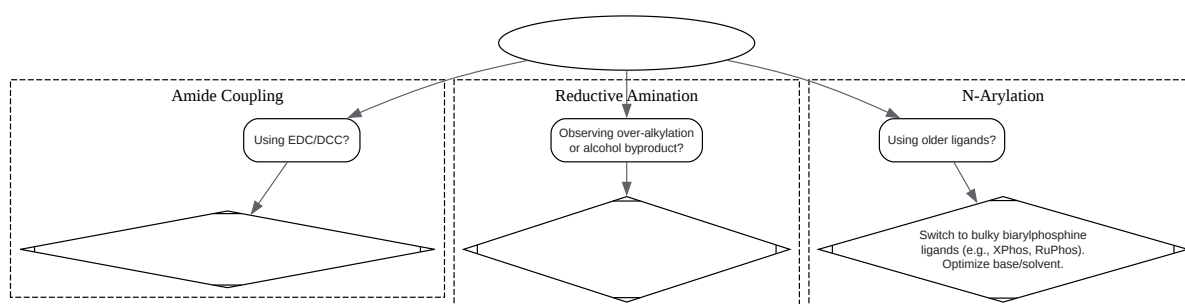 Amide Coupling
Using EDC/DCC?
Reductive Amination
Observing over-alkylation
or alcohol byproduct?
N-Arylation
Using older ligands?
Switch to bulky biarylphosphine
ligands (e.g., XPhos, RuPhos).
Optimize base/solvent.